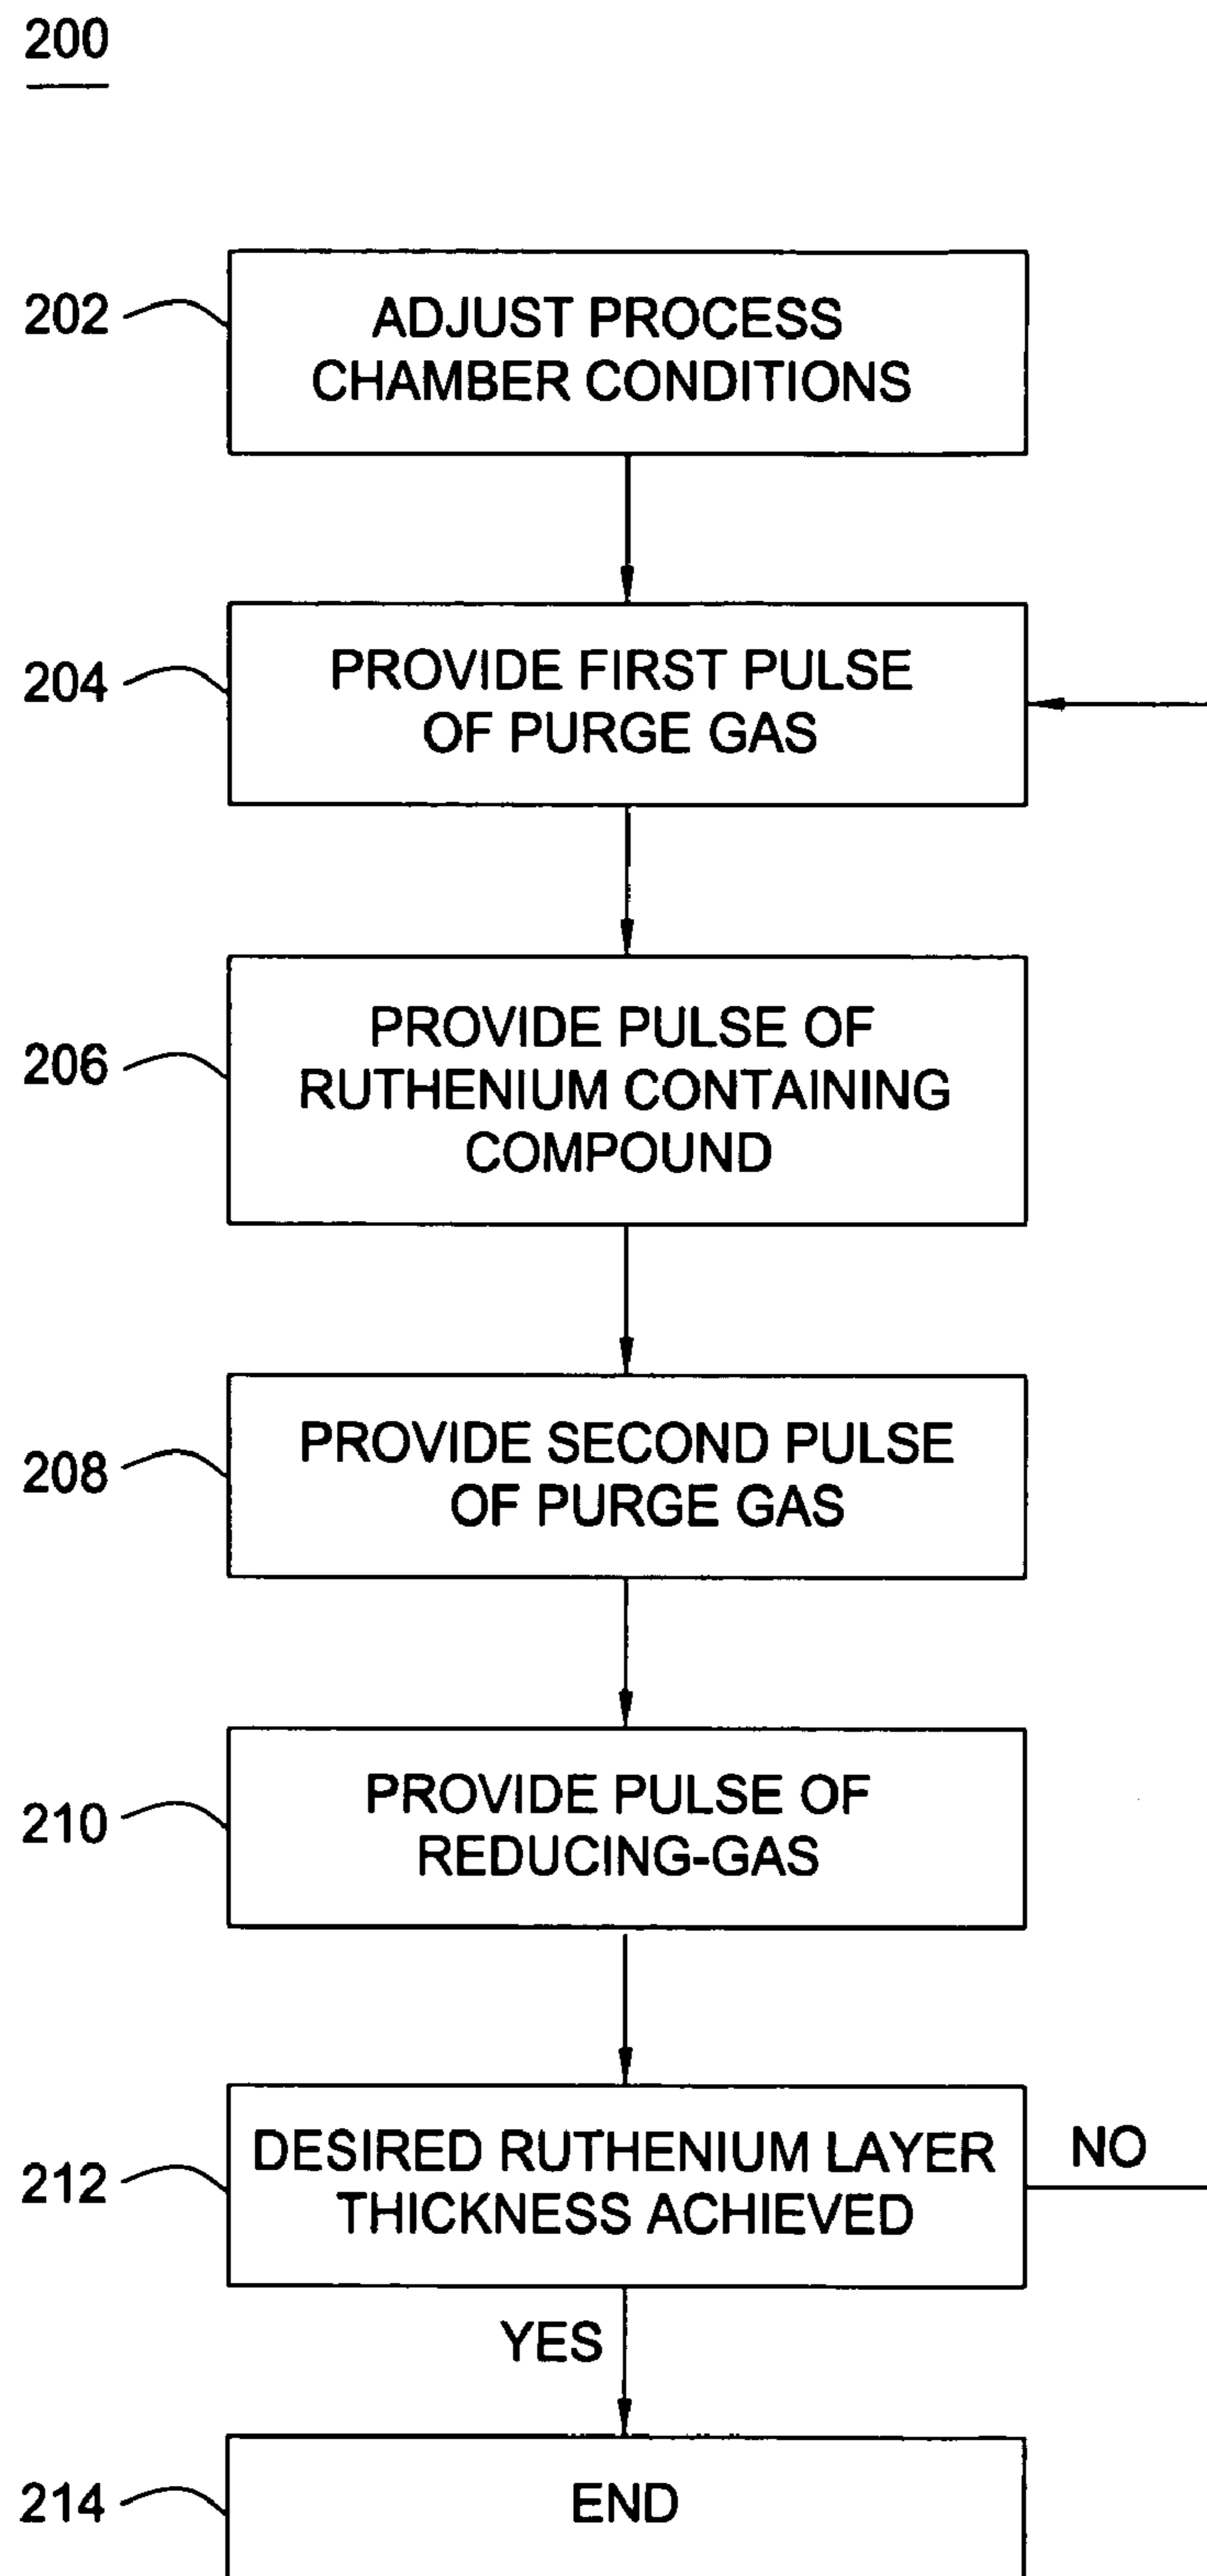 200
202
ADJUST PROCESS
CHAMBER CONDITIONS
204
PROVIDE FIRST PULSE
OF PURGE GAS
206
PROVIDE PULSE OF
RUTHENIUM CONTAINING
COMPOUND
208
PROVIDE SECOND PULSE
OF PURGE GAS
210
PROVIDE PULSE OF
REDUCING-GAS
212
DESIRED RUTHENIUM LAYER
THICKNESS ACHIEVED
NO
YES
214
END